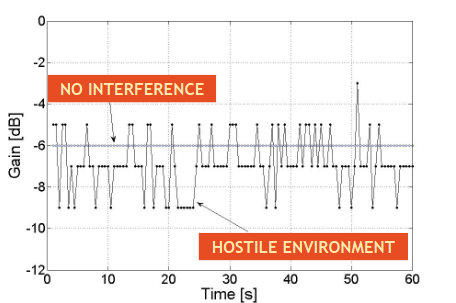 0
-2
NO INTERFERENCE
-4
-6
-8
-10
HOSTILE ENVIRONMENT
-12
Gain [dB]
0 10 20 30 40 50 60
Time [s]